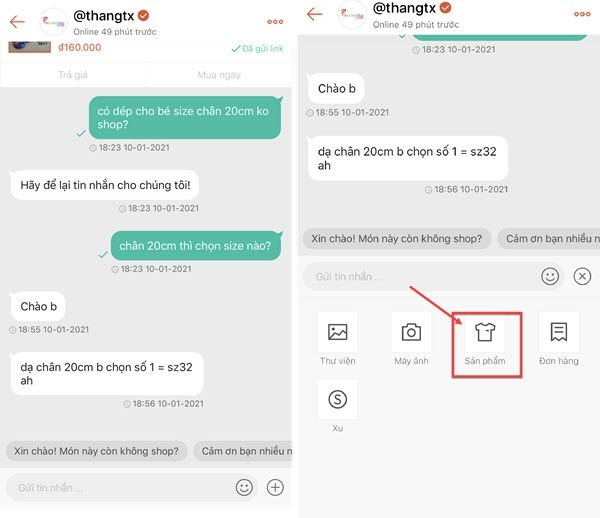 @thangtx
Online 49 phút trước
₫160.000
Đã gửi link
Trả giá
Mua ngay
có dép cho bé size chân 20cm ko
shop?
18:23 10-01-2021
Hãy để lại tin nhắn cho chúng tôi!
18:23 10-01-2021
chân 20cm thì chọn size nào?
18:23 10-01-2021
Chào b
18:55 10-01-2021
dạ chân 20cm b chọn số 1 = sz32
ah
18:56 10-01-2021
Xin chào! Món này còn không shop?
Cảm ơn bạn nhiều n
Gửi tin nhắn ...
@thangtx
Online 49 phút trước
18:23 10-01-2021
Chào b
18:55 10-01-2021
dạ chân 20cm b chọn số 1 = sz32
ah
18:56 10-01-2021
Xin chào! Món này còn không shop?
Cảm ơn bạn nhiều n
Gửi tin nhắn ...
Thư viện
Máy ảnh
Sản phẩm
Đơn hàng
Xu